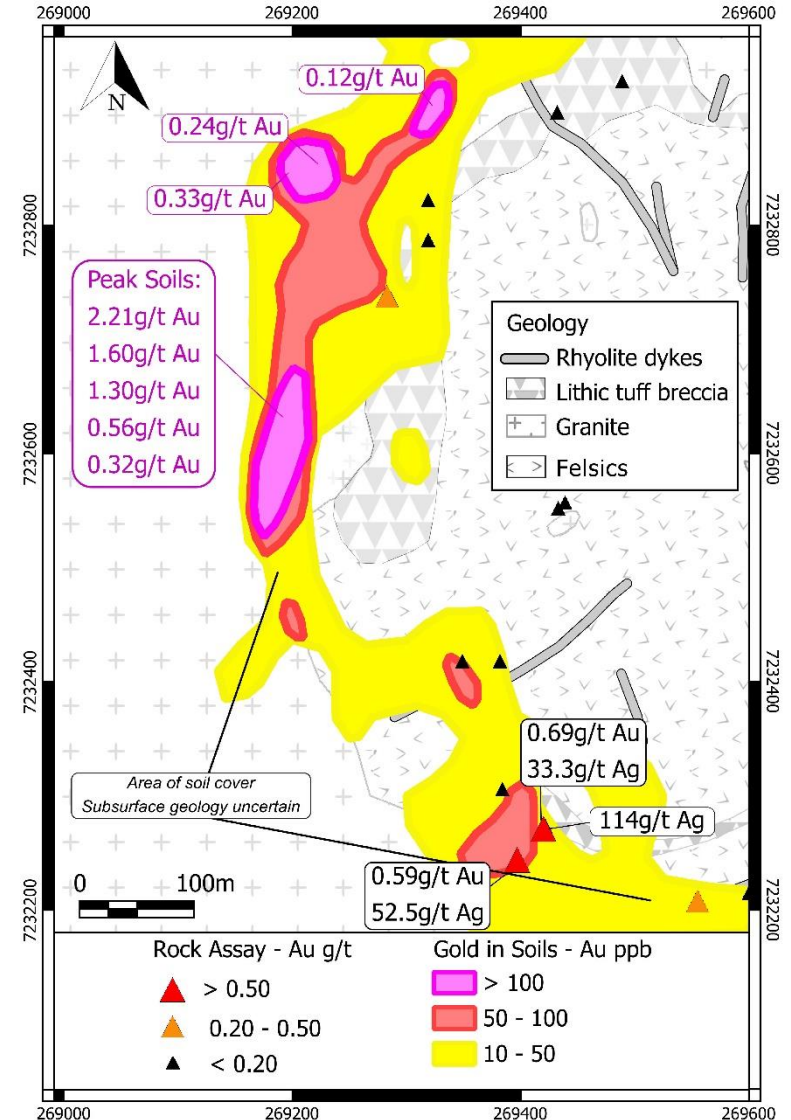 269000
269200
269400
269600
N
0.12g/t Au
0.24g/t Au
0.33g/t Au
7232800
7232800
Peak Soils:
2.21g/t Au
1.60g/t Au
1.30g/t Au
0.56g/t Au
0.32g/t Au
Geology
Rhyolite dykes
Lithic tuff breccia
Granite
Felsics
7232600
7232600
7232400
7232400
0.69g/t Au
33.3g/t Ag
Area of soil cover
Subsurface geology uncertain
114g/t Ag
0.59g/t Au
52.5g/t Ag
0
100m
7232200
7232200
Rock Assay - Au g/t
> 0.50
0.20 - 0.50
< 0.20
Gold in Soils - Au ppb
> 100
50 - 100
10 - 50
269000
269200
269400
269600